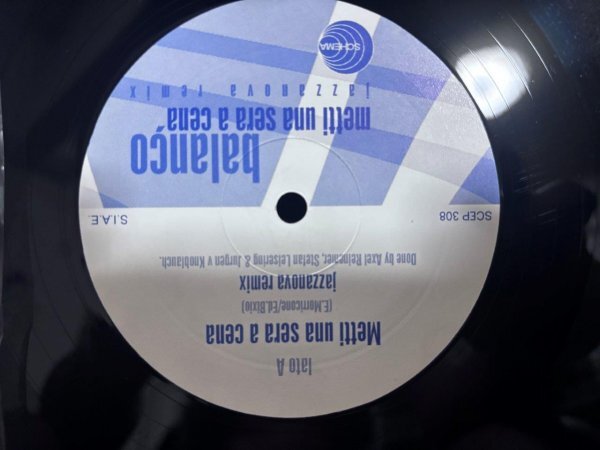 lato A
Metti una sera a cena
(E.Morricone/Ed.Bixio)
jazzanova remix
Done by Axel Reinemer, Stefan Leisering & Jurgen v Knoblauch.
SCEP 308
S.I.A.E.
balanćo
metti una sera a cena
jazzanova remix
SCHEMA